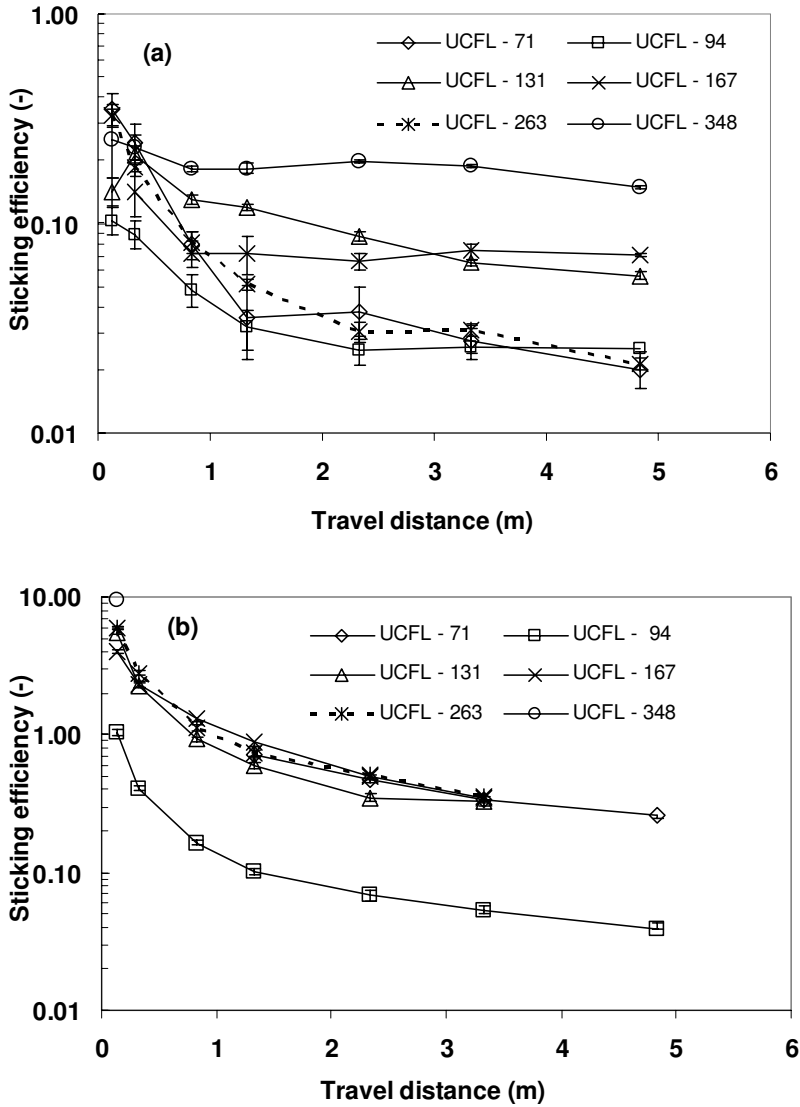 (a)
UCFL - 71
UCFL - 94
UCFL - 131
UCFL - 167
UCFL - 263
UCFL - 348
Sticking efficiency (-)
1.00
0.10
0.01
0 1 2 3 4 5 6
Travel distance (m)
(b)
UCFL - 71
UCFL - 94
UCFL - 131
UCFL - 167
UCFL - 263
UCFL - 348
Sticking efficiency (-)
10.00
1.00
0.10
0.01
0 1 2 3 4 5 6
Travel distance (m)